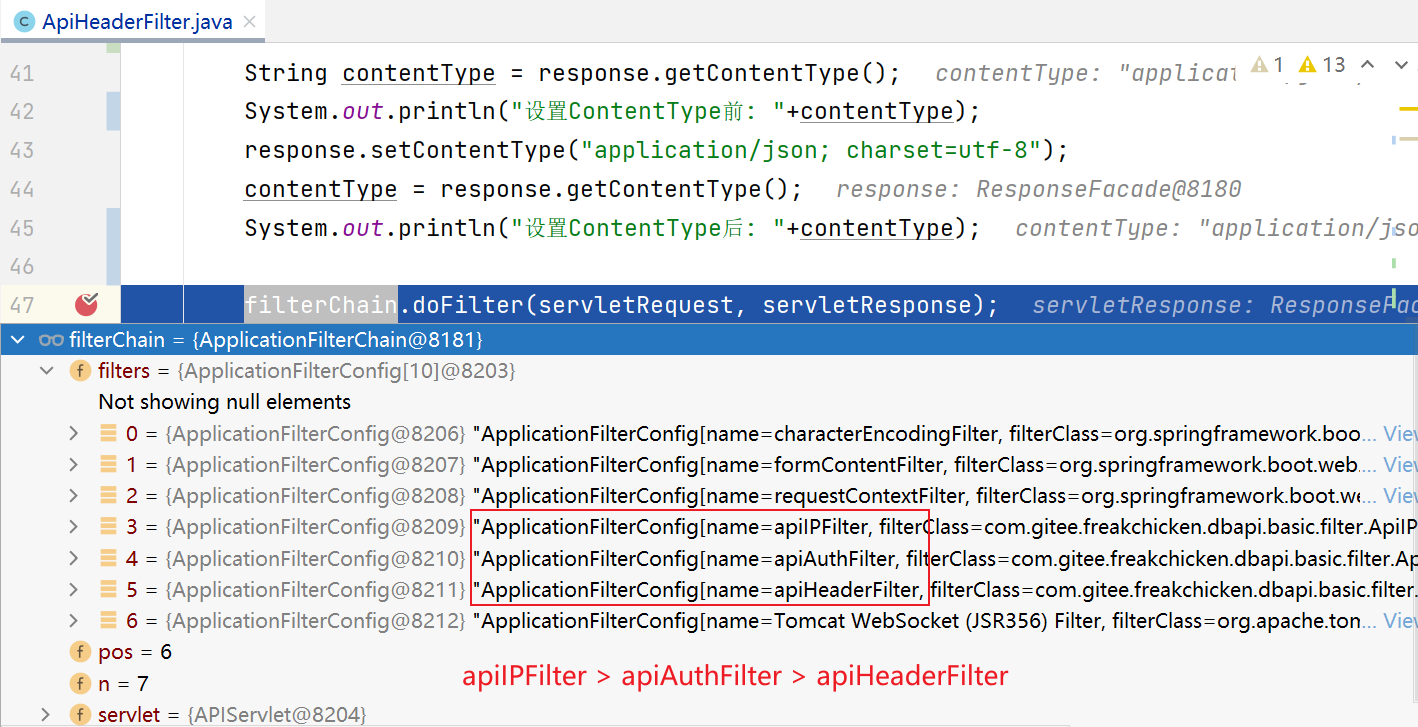 ApiHeaderFilter.java
1 13
41 String contentType = response.getContentType(); contentType: "applicat
42 System.out.println("设置ContentType前: "+contentType);
43 response.setContentType("application/json; charset=utf-8");
44 contentType = response.getContentType(); response: ResponseFacade@8180
45 System.out.println("设置ContentType后: "+contentType); contentType: "application/jso
46
47 filterChain.doFilter(servletRequest, servletResponse); servletResponse: ResponseFac
filterChain = {ApplicationFilterChain@8181}
f filters = {ApplicationFilterConfig[10]@8203}
Not showing null elements
0 = {ApplicationFilterConfig@8206} "ApplicationFilterConfig[name=characterEncodingFilter, filterClass=org.springframework.boo... View
1 = {ApplicationFilterConfig@8207} "ApplicationFilterConfig[name=formContentFilter, filterClass=org.springframework.boot.web.... View
2 = {ApplicationFilterConfig@8208} "ApplicationFilterConfig[name=requestContextFilter, filterClass=org.springframework.boot.we... View
3 = {ApplicationFilterConfig@8209} "ApplicationFilterConfig[name=apiIPFilter, filterClass=com.gitee.freakchicken.dbapi.basic.filter.ApiIP
4 = {ApplicationFilterConfig@8210} "ApplicationFilterConfig[name=apiAuthFilter, filterClass=com.gitee.freakchicken.dbapi.basic.filter.Ap
5 = {ApplicationFilterConfig@8211} "ApplicationFilterConfig[name=apiHeaderFilter, filterClass=com.gitee.freakchicken.dbapi.basic.filter.
6 = {ApplicationFilterConfig@8212} "ApplicationFilterConfig[name=Tomcat WebSocket (JSR356) Filter, filterClass=org.apache.tom... View
f pos = 6
f n = 7
apiIPFilter > apiAuthFilter > apiHeaderFilter
f servlet = {APIServlet@8204}